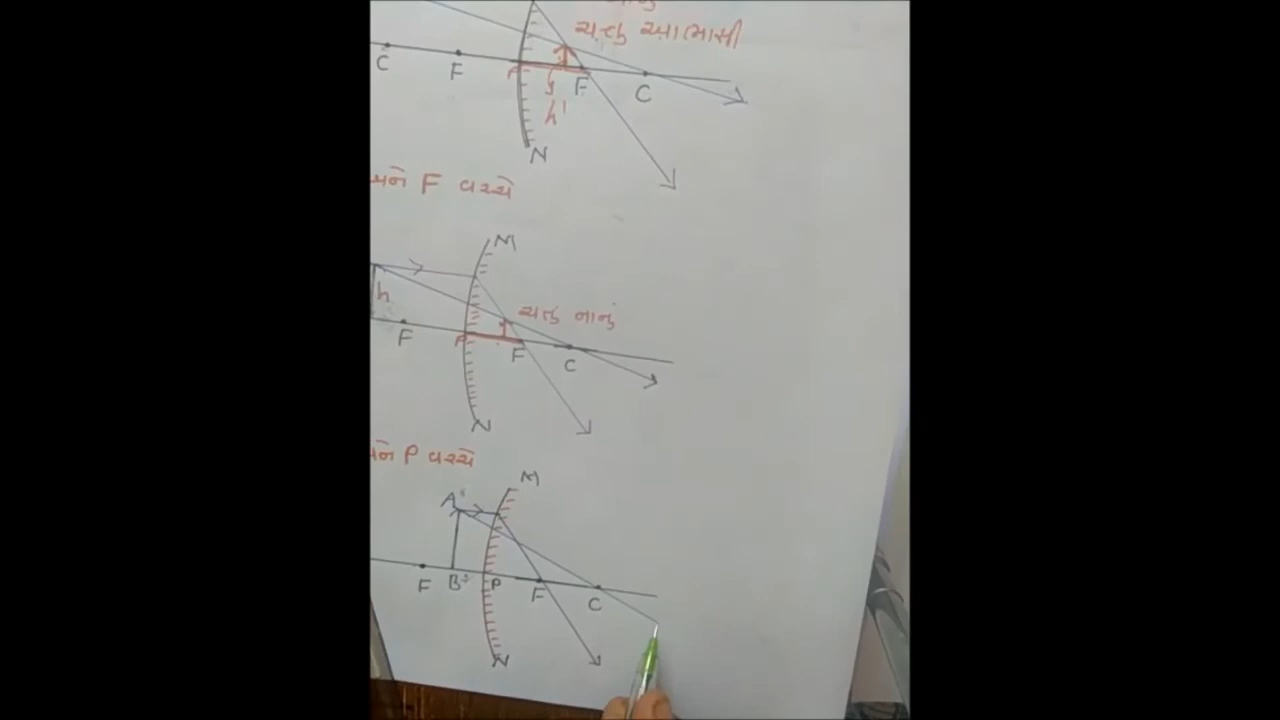 ચત્તુ આભાસી
C F P F C
h'
N
અને F વચ્ચે
M
h
ચત્તુ નાનું
F P F C
N
અને P વચ્ચે
M
A
F B P F C
N